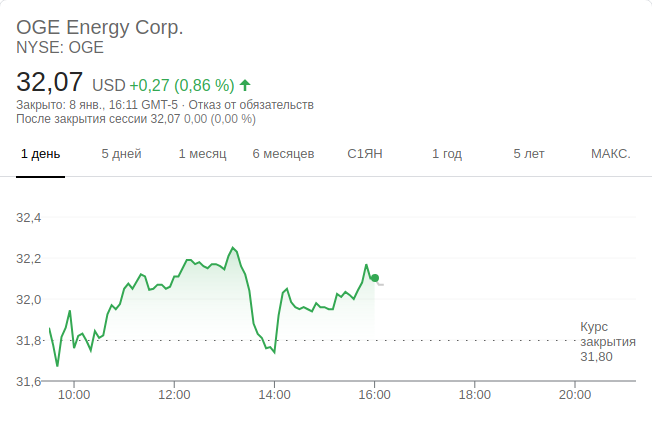 OGE Energy Corp.
NYSE: OGE
32,07 USD +0,27 (0,86 %)
Закрыто: 8 янв., 16:11 GMT-5 · Отказ от обязательств
После закрытия сессии 32,07 0,00 (0,00 %)
1 день 5 дней 1 месяц 6 месяцев С1ЯН 1 год 5 лет МАКС.
32,4
32,2
32,0
31,8
31,6
Курс
закрытия
31,80
10:00 12:00 14:00 16:00 18:00 20:00